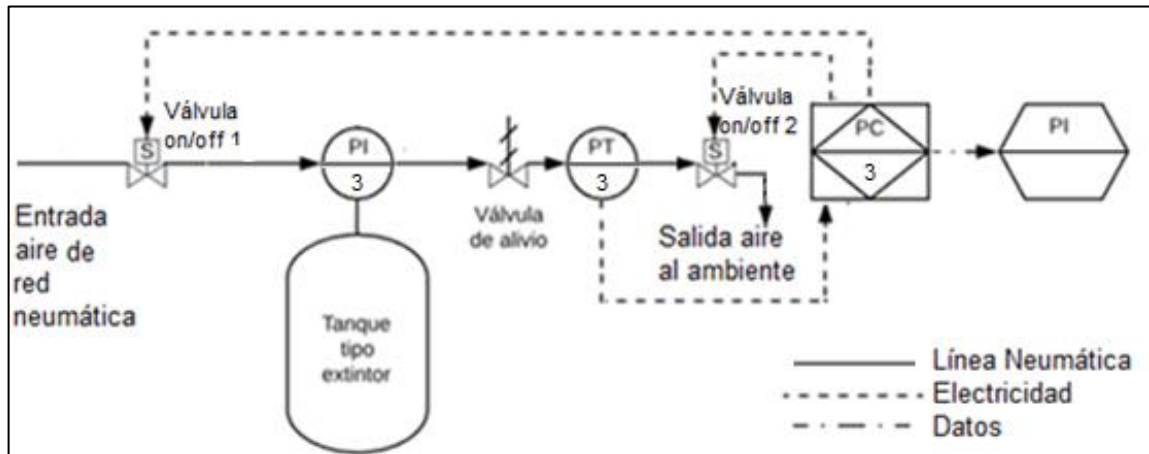 Válvula
on/off 1
S
Entrada
aire de
red
neumática
PI
3
Tanque
tipo
extintor
Válvula
de alivio
PT
3
Válvula
on/off 2
S
Salida aire
al ambiente
PC
3
PI
Línea Neumática
Electricidad
Datos